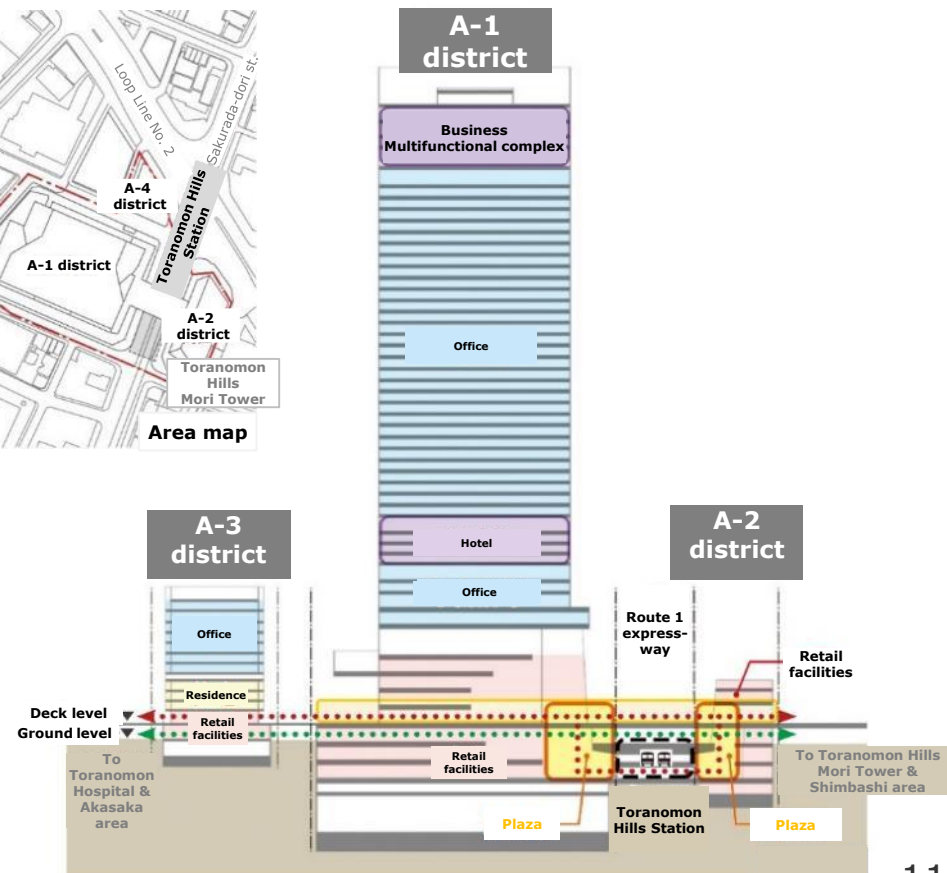 A-1
district
Loop Line No. 2
Sakurada-dori st.
A-4
district
Toranomon Hills
Station
A-1 district
A-2
district
Toranomon
Hills
Mori Tower
Area map
Business
Multifunctional complex
Office
Hotel
Office
A-3
district
A-2
district
Office
Residence
Retail
facilities
Route 1
express-
way
Retail
facilities
Deck level
Ground level
To
Toranomon
Hospital &
Akasaka
area
Retail
facilities
Plaza
Toranomon
Hills Station
Plaza
To Toranomon Hills
Mori Tower &
Shimbashi area